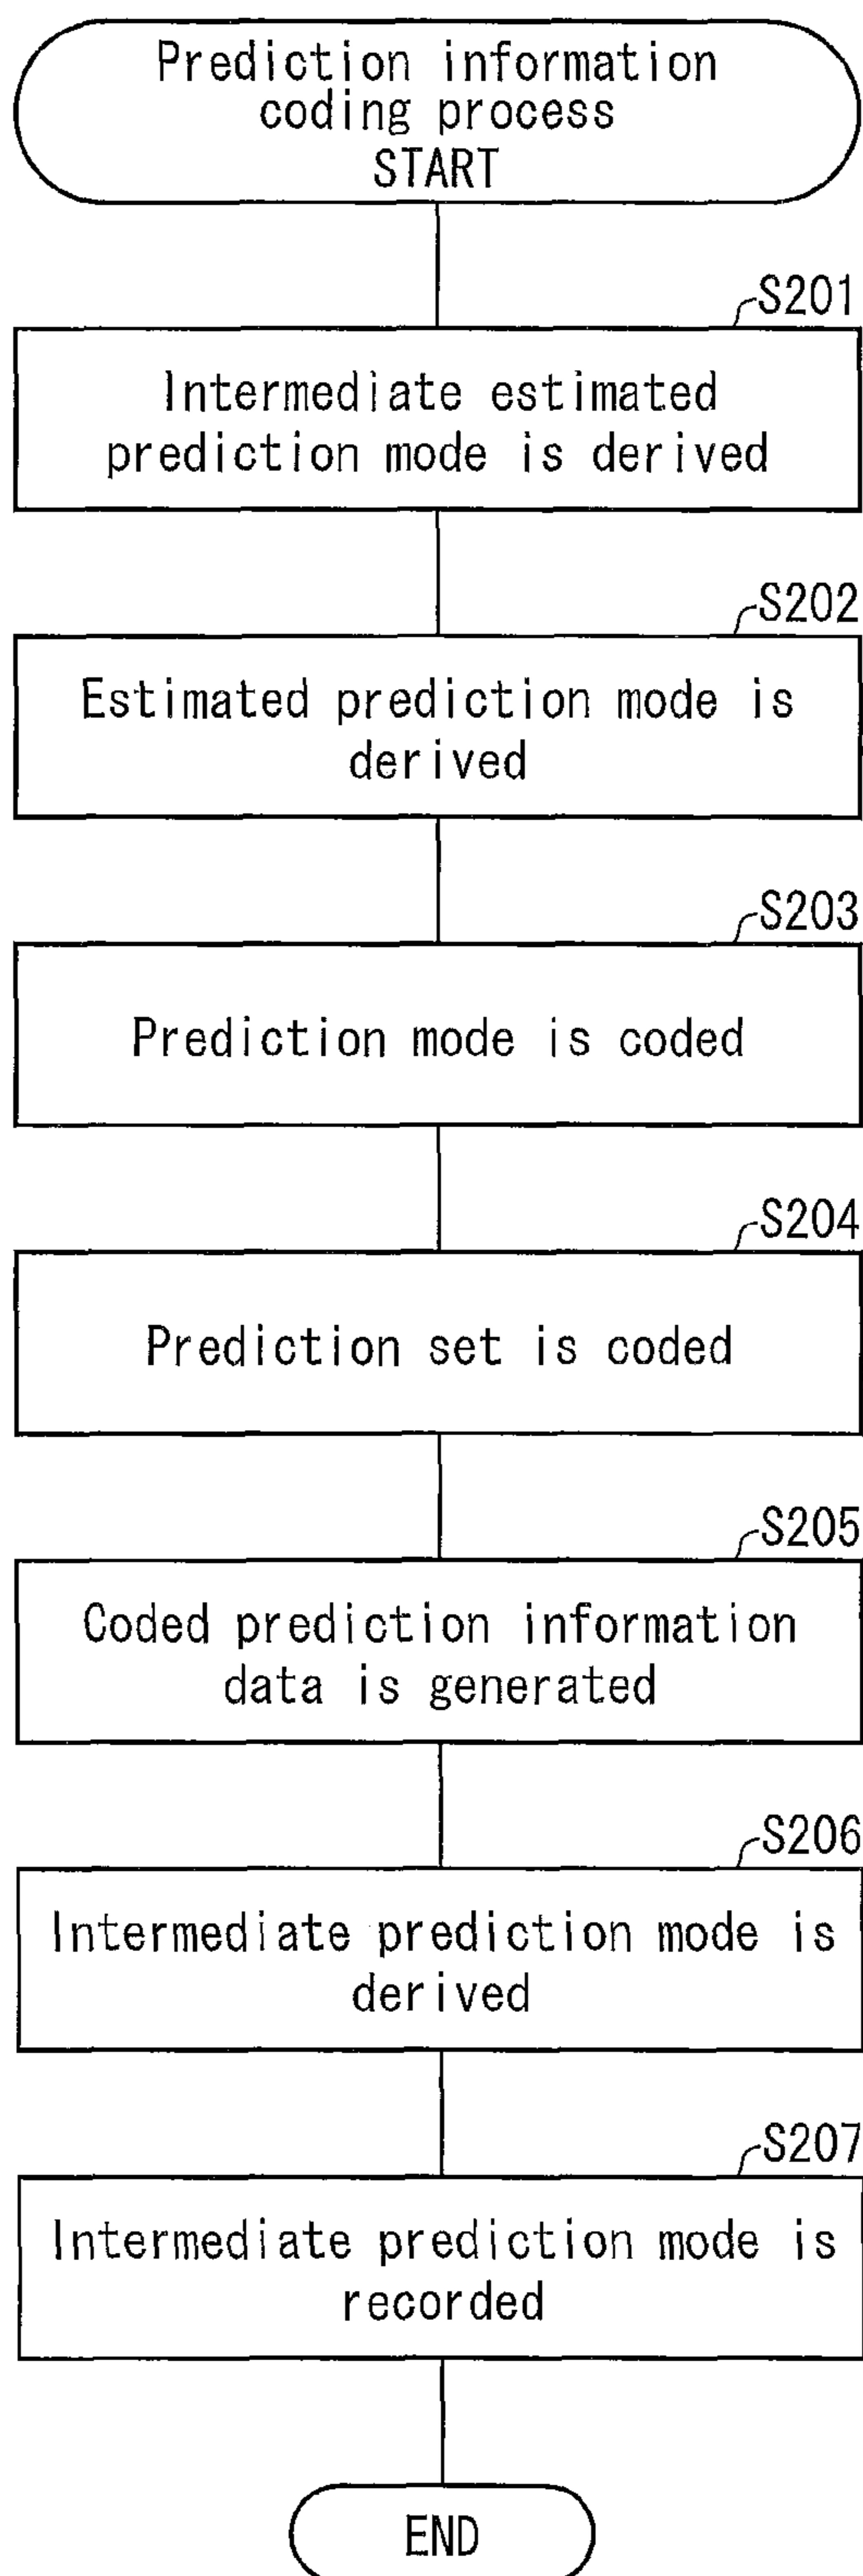 Prediction information
coding process
START
S201
Intermediate estimated
prediction mode is derived
S202
Estimated prediction mode is
derived
S203
Prediction mode is coded
S204
Prediction set is coded
S205
Coded prediction information
data is generated
S206
Intermediate prediction mode is
derived
S207
Intermediate prediction mode is
recorded
END